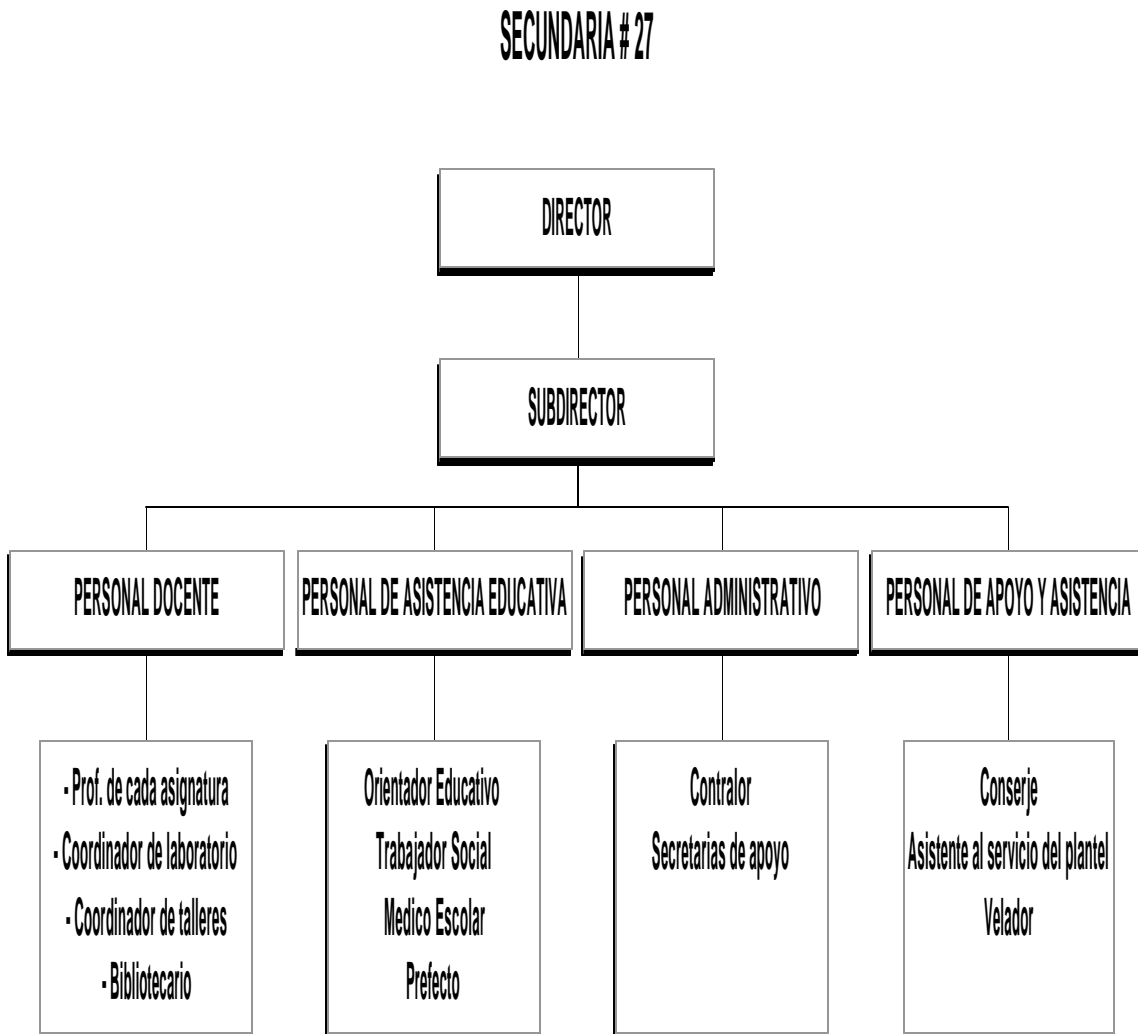 SECUNDARIA # 27
DIRECTOR
SUBDIRECTOR
PERSONAL DOCENTE
PERSONAL DE ASISTENCIA EDUCATIVA
PERSONAL ADMINISTRATIVO
PERSONAL DE APOYO Y ASISTENCIA
- Prof. de cada asignatura
- Coordinador de laboratorio
- Coordinador de talleres
- Bibliotecario
Orientador Educativo
Trabajador Social
Medico Escolar
Prefecto
Contralor
Secretarias de apoyo
Conserje
Asistente al servicio del plantel
Velador